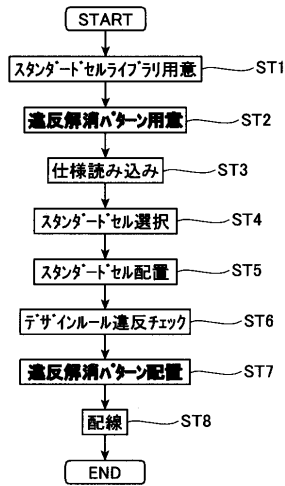 START
スタンダードセルライブラリ用意 ST1
違反解消パターン用意 ST2
仕様読み込み ST3
スタンダードセル選択 ST4
スタンダードセル配置 ST5
デザインルール違反チェック ST6
違反解消パターン配置 ST7
配線 ST8
END